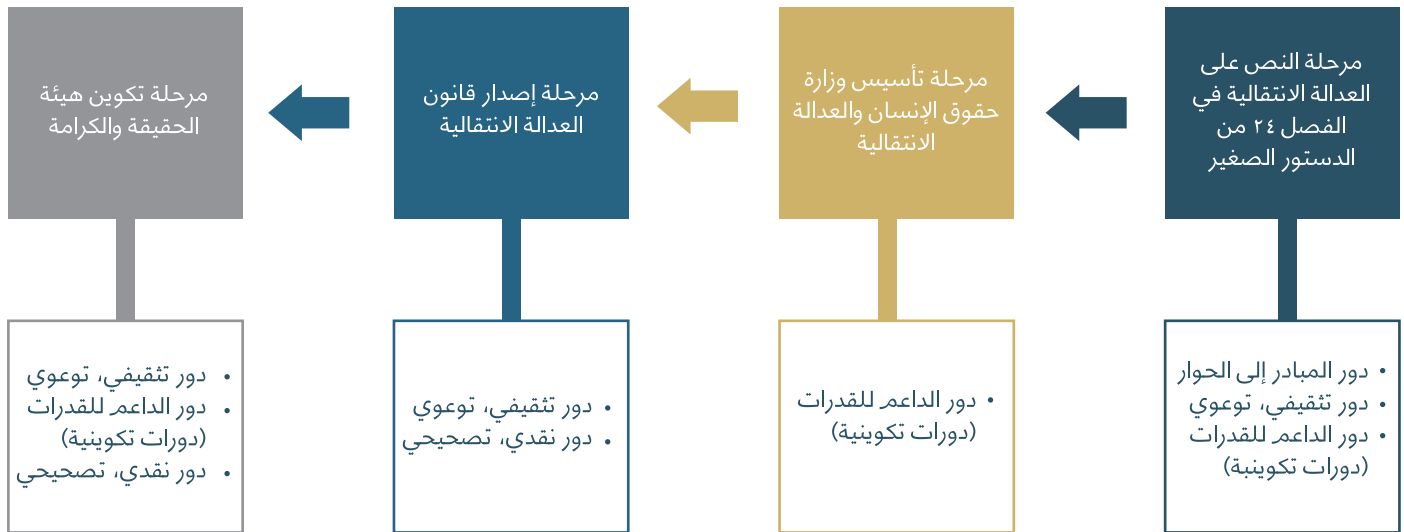 مرحلة النص على
العدالة الانتقالية في
الفصل ٢٤ من
الدستور الصغير
مرحلة تأسيس وزارة
حقوق الإنسان والعدالة
الانتقالية
مرحلة إصدار قانون
العدالة الانتقالية
مرحلة تكوين هيئة
الحقيقة والكرامة
• دور المبادر إلى الحوار
• دور تثقيفي، توعوي
• دور الداعم للقدرات
(دورات تكوينبة)
• دور الداعم للقدرات
(دورات تكوينية)
• دور تثقيفي، توعوي
• دور نقدي، تصحيحي
• دور تثقيفي، توعوي
• دور الداعم للقدرات
(دورات تكوينية)
• دور نقدي، تصحيحي